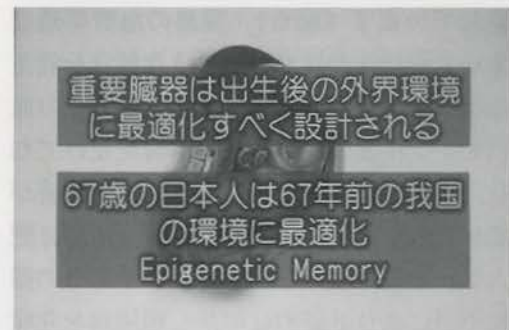 重要臓器は出生後の外界環境
に最適化すべく設計される
67歳の日本人は67年前の我国
の環境に最適化
Epigenetic Memory